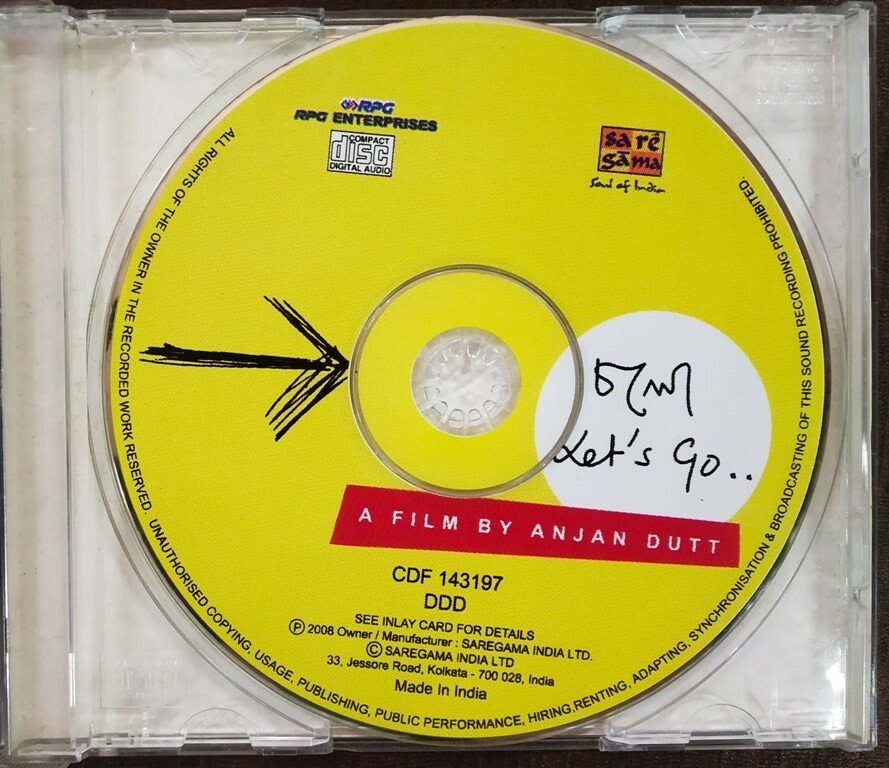 RPG
RPG ENTERPRISES
COMPACT
disc
DIGITAL AUDIO
sa re
ga ma
Soul of India
চলো
Let's Go..
A FILM BY ANJAN DUTT
CDF 143197
DDD
SEE INLAY CARD FOR DETAILS
Ⓟ 2008 Owner / Manufacturer : SAREGAMA INDIA LTD.
© SAREGAMA INDIA LTD
33, Jessore Road, Kolkata - 700 028, India
Made In India
ALL RIGHTS OF THE OWNER IN THE RECORDED WORK RESERVED. UNAUTHORISED COPYING, USAGE, PUBLISHING, PUBLIC PERFORMANCE, HIRING,RENTING, ADAPTING, SYNCHRONISATION & BROADCASTING OF THIS SOUND RECORDING PROHIBITED.